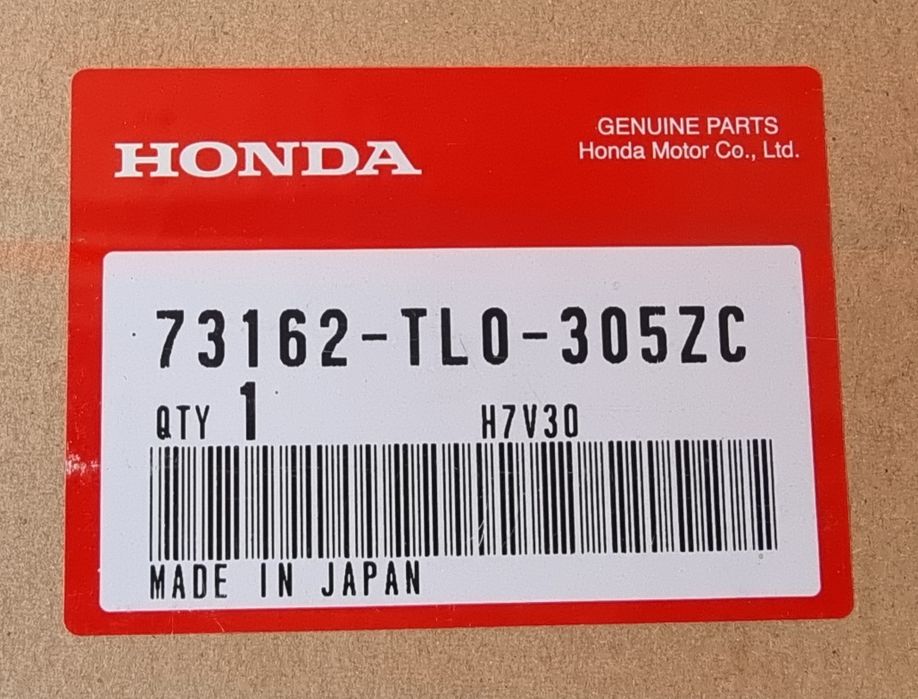 HONDA
GENUINE PARTS
Honda Motor Co., Ltd.
73162-TL0-305ZC
QTY 1 H7V30
MADE IN JAPAN